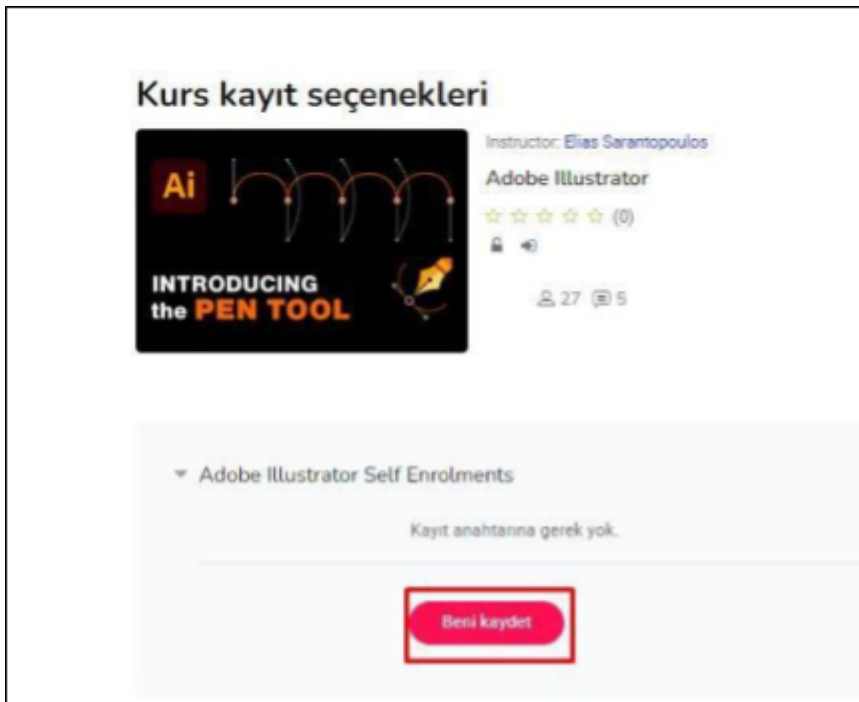 Kurs kayıt seçenekleri
Instructor: Elias Sarantopoulos
Adobe Illustrator
(0)
27 5
Ai
INTRODUCING
the PEN TOOL
Adobe Illustrator Self Enrolments
Kayıt anahtarına gerek yok.
Beni kaydet